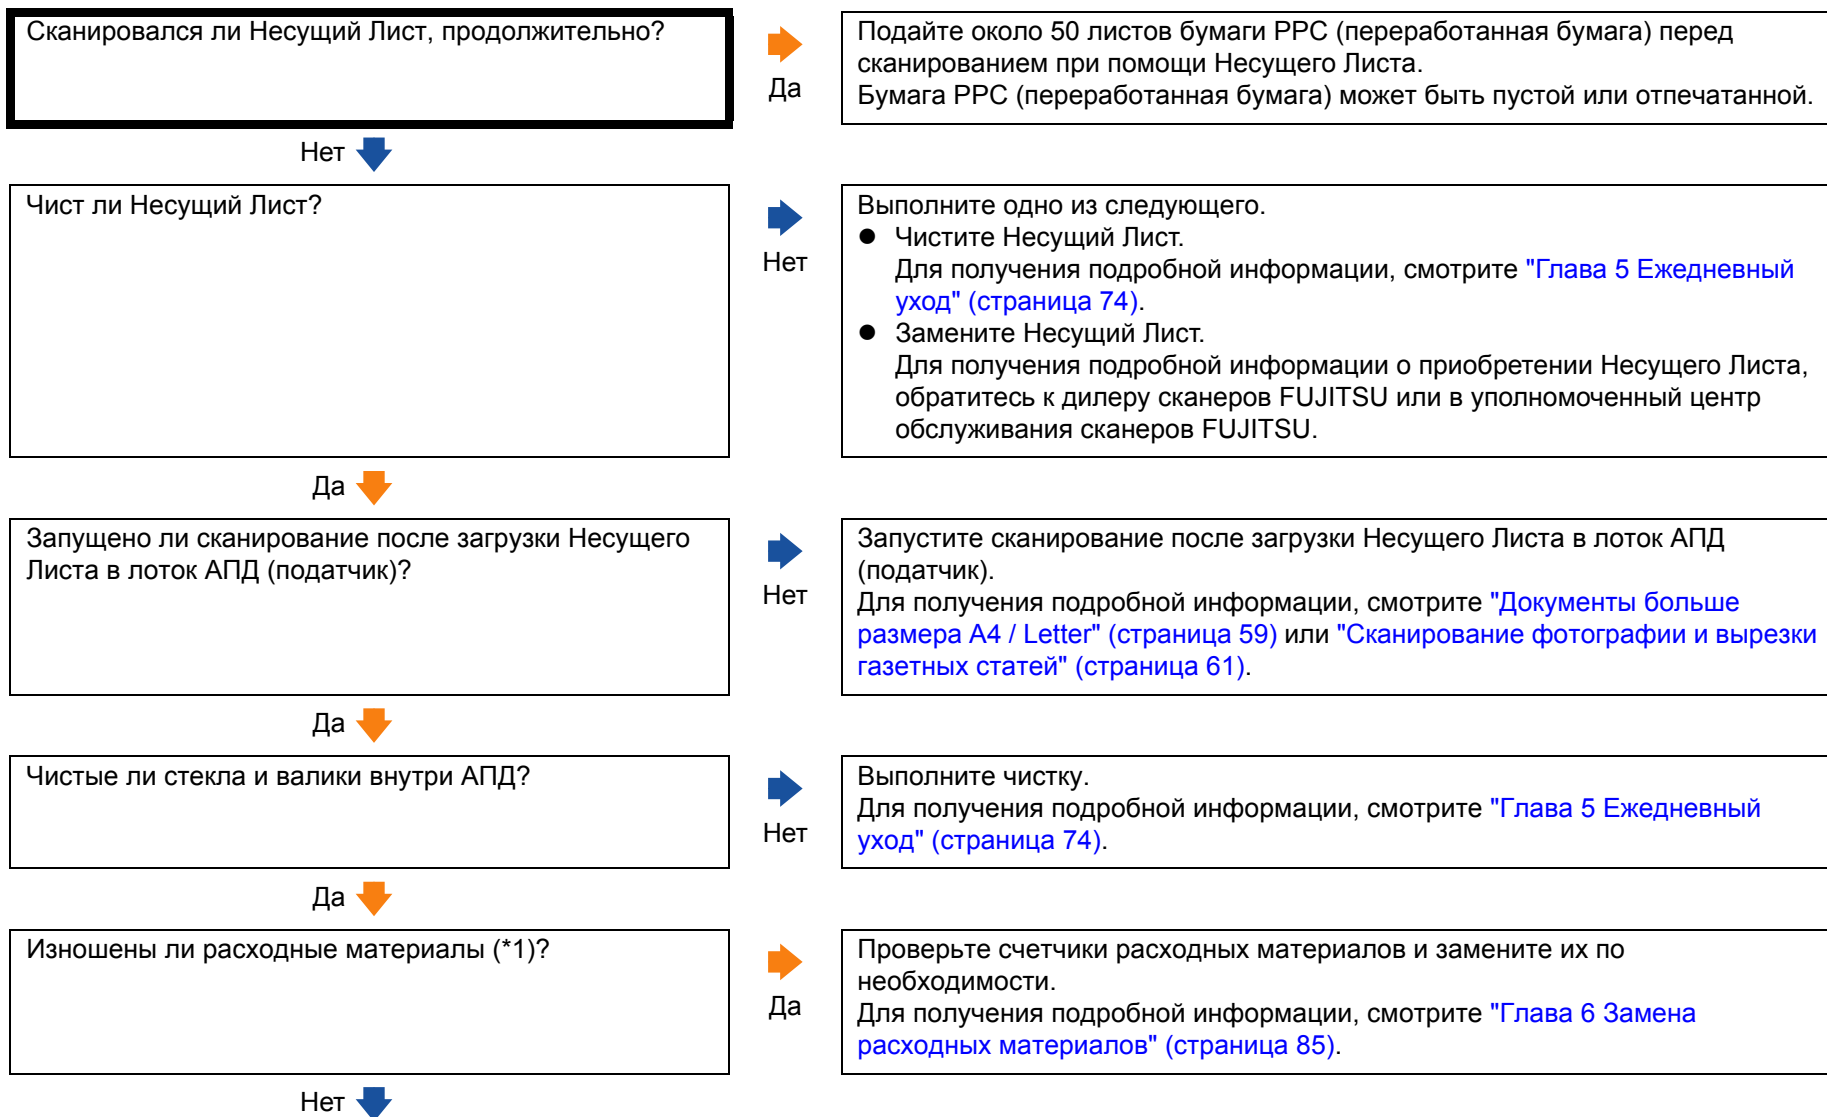 Сканировался ли Несущий Лист, продолжительно?
Да
Подайте около 50 листов бумаги PPC (переработанная бумага) перед
сканированием при помощи Несущего Листа.
Бумага PPC (переработанная бумага) может быть пустой или отпечатанной.
Нет
Чист ли Несущий Лист?
Нет
Выполните одно из следующего.
● Чистите Несущий Лист.
Для получения подробной информации, смотрите "Глава 5 Ежедневный
уход" (страница 74).
● Замените Несущий Лист.
Для получения подробной информации о приобретении Несущего Листа,
обратитесь к дилеру сканеров FUJITSU или в уполномоченный центр
обслуживания сканеров FUJITSU.
Да
Запущено ли сканирование после загрузки Несущего
Листа в лоток АПД (податчик)?
Нет
Запустите сканирование после загрузки Несущего Листа в лоток АПД
(податчик).
Для получения подробной информации, смотрите "Документы больше
размера A4 / Letter" (страница 59) или "Сканирование фотографии и вырезки
газетных статей" (страница 61).
Да
Чистые ли стекла и валики внутри АПД?
Нет
Выполните чистку.
Для получения подробной информации, смотрите "Глава 5 Ежедневный
уход" (страница 74).
Да
Изношены ли расходные материалы (*1)?
Да
Проверьте счетчики расходных материалов и замените их по
необходимости.
Для получения подробной информации, смотрите "Глава 6 Замена
расходных материалов" (страница 85).
Нет